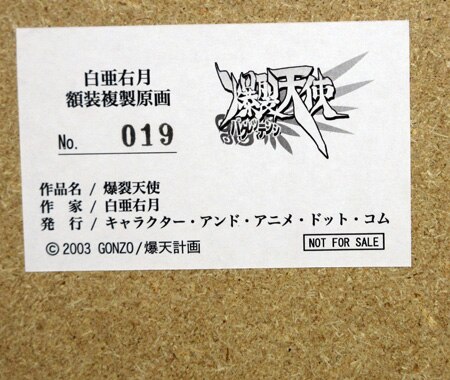 白亜右月
額装複製原画
No. 019
爆裂天使
バクレツテンシ
作品名 / 爆裂天使
作 家 / 白亜右月
発 行 / キャラクター・アンド・アニメ・ドット・コム
© 2003 GONZO/爆天計画
NOT FOR SALE